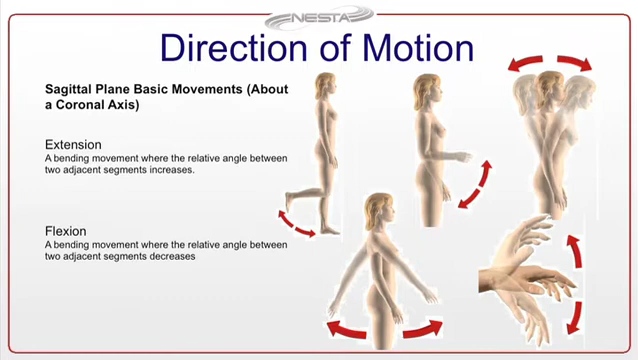 NESTA
Direction of Motion
Sagittal Plane Basic Movements (About
a Coronal Axis)
Extension
A bending movement where the relative angle between
two adjacent segments increases.
Flexion
A bending movement where the relative angle between
two adjacent segments decreases